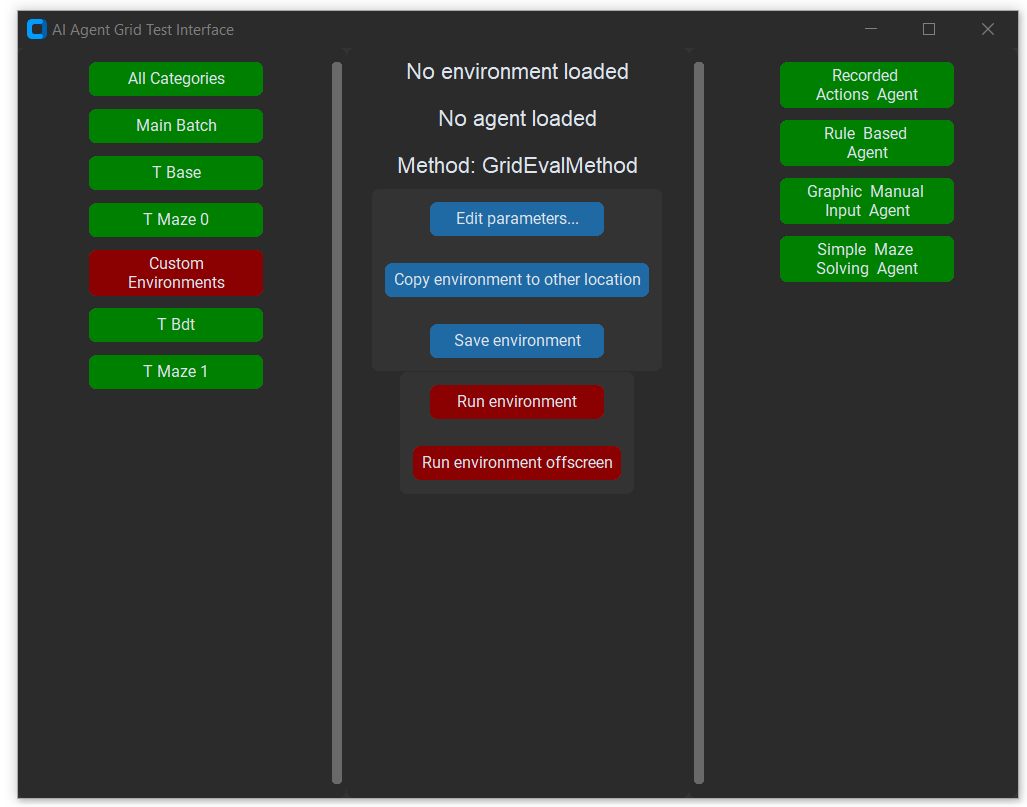 AI Agent Grid Test Interface
All Categories
Main Batch
T Base
T Maze 0
Custom
Environments
T Bdt
T Maze 1
No environment loaded
No agent loaded
Method: GridEvalMethod
Edit parameters...
Copy environment to other location
Save environment
Run environment
Run environment offscreen
Recorded
Actions Agent
Rule Based
Agent
Graphic Manual
Input Agent
Simple Maze
Solving Agent